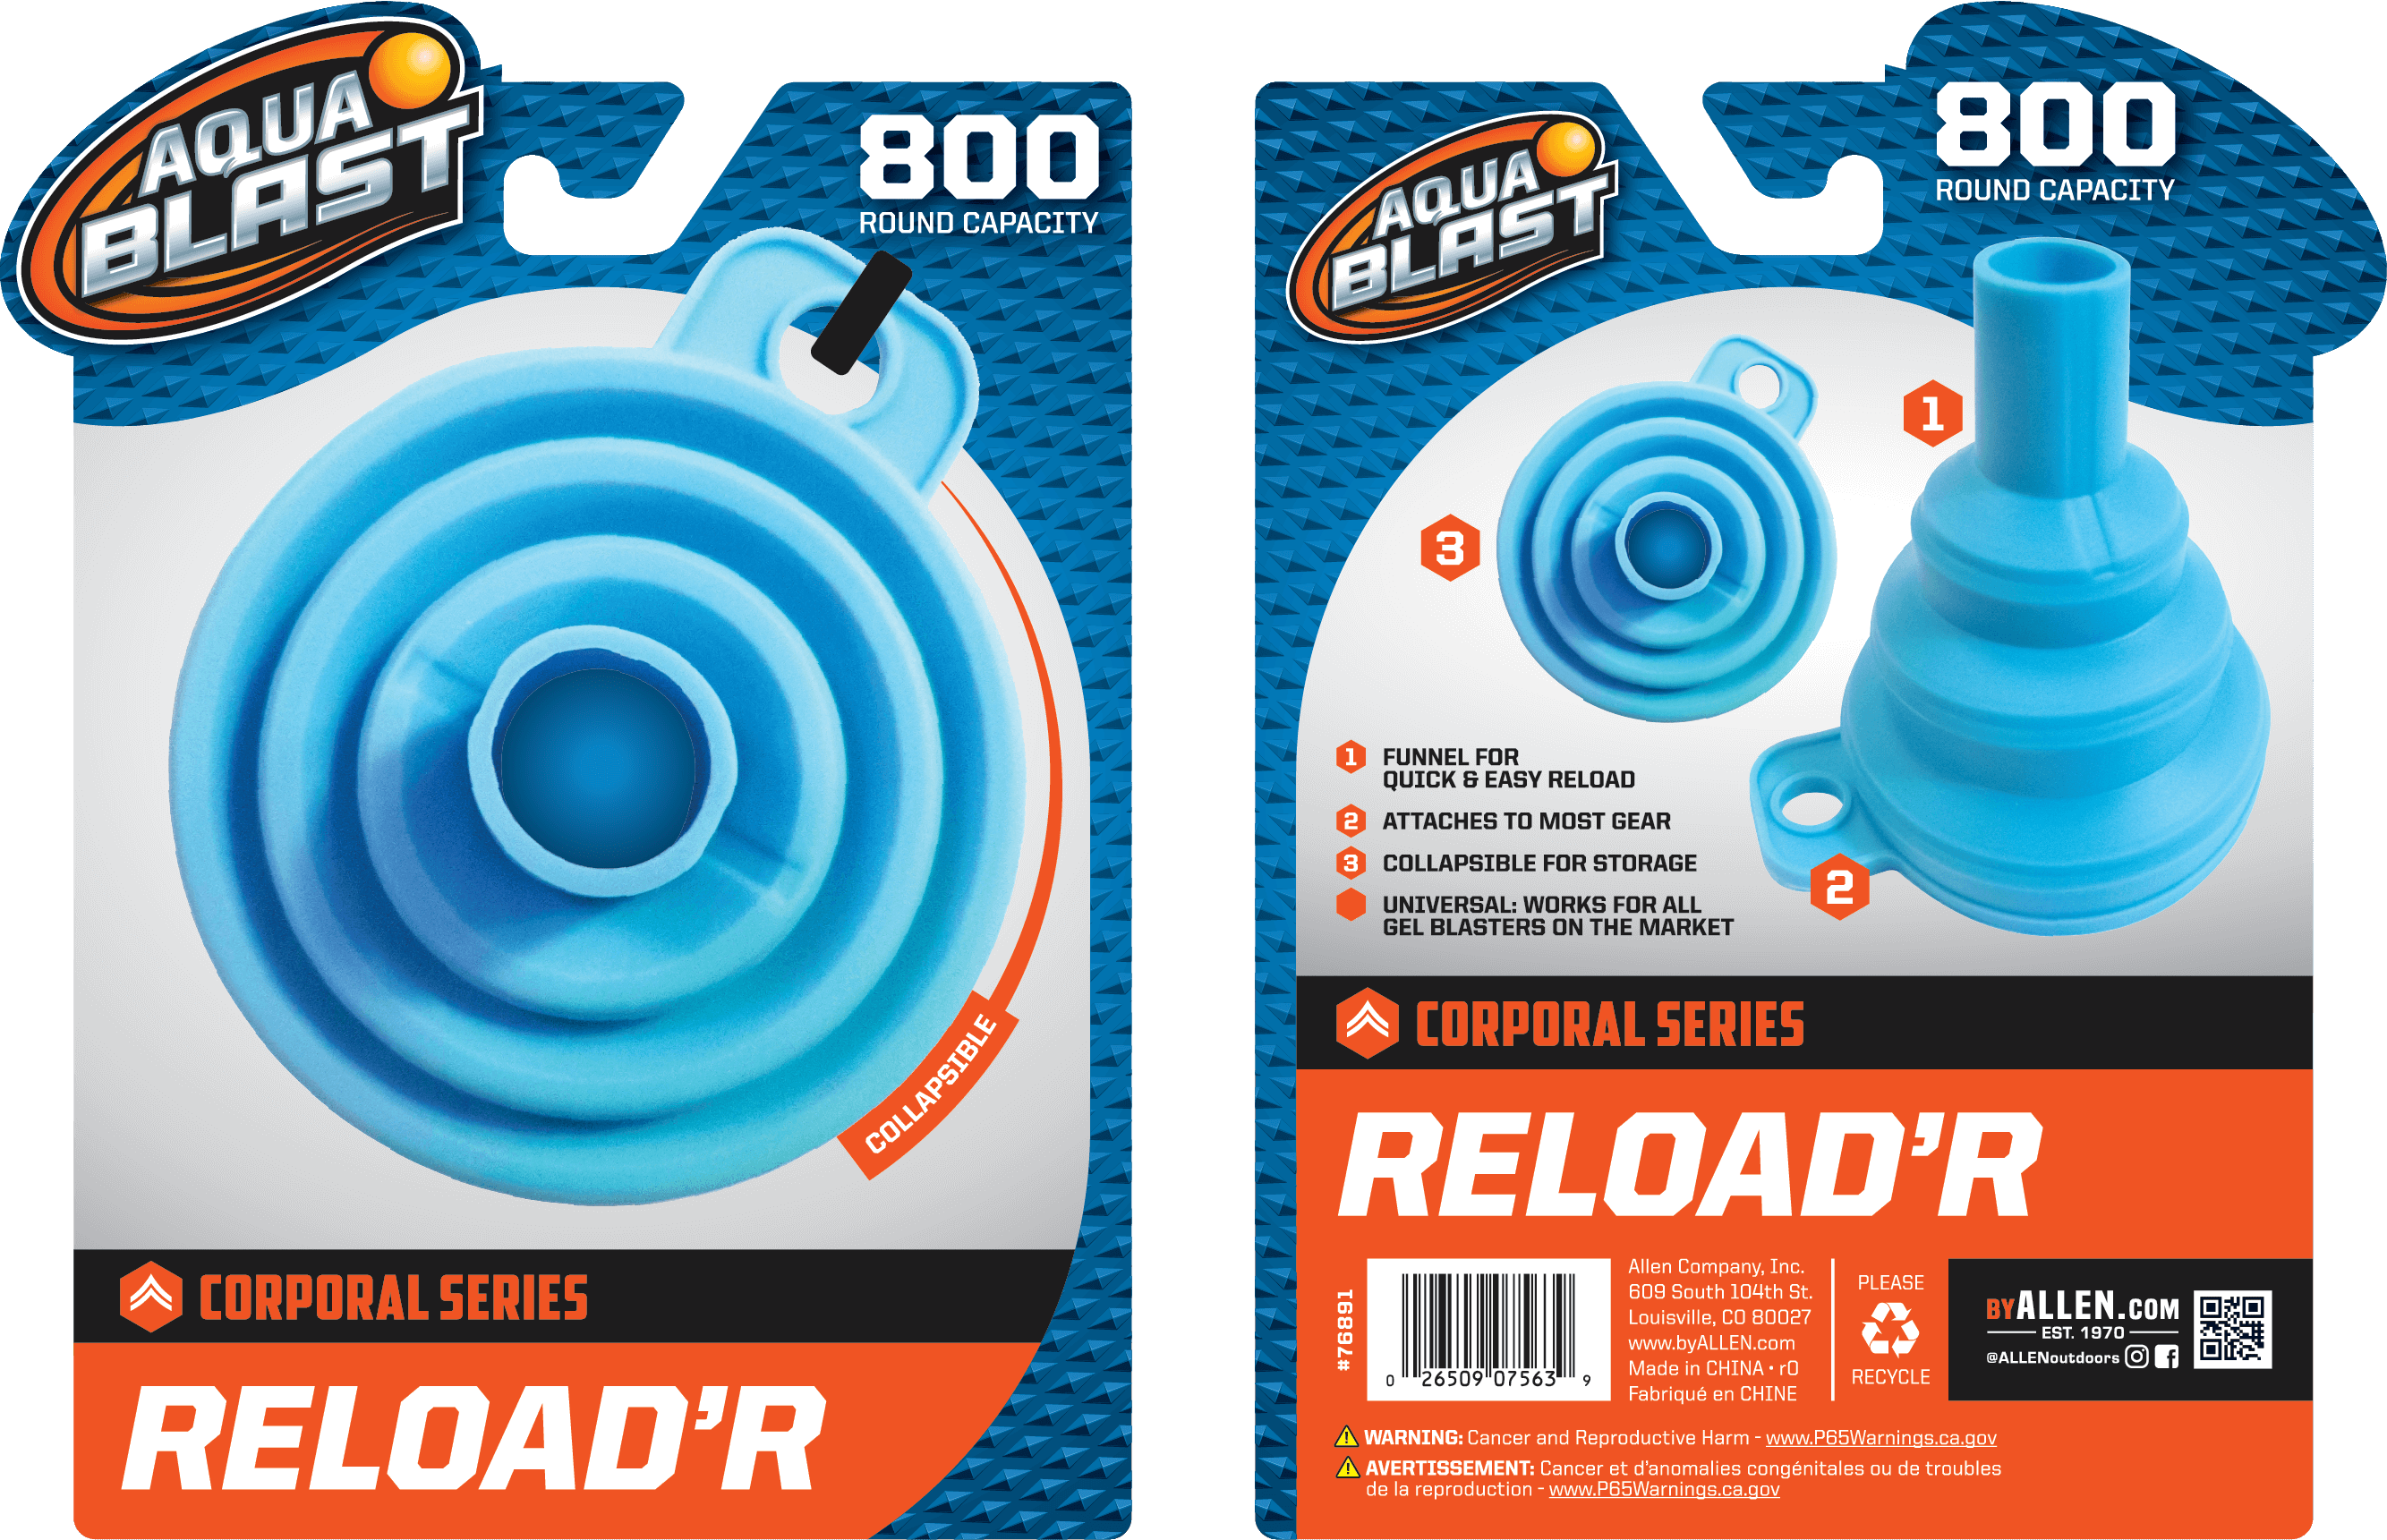 AQUA
BLAST
800
ROUND CAPACITY
COLLAPSIBLE
CORPORAL SERIES
RELOAD’R
AQUA
BLAST
800
ROUND CAPACITY
1
3
2
1 FUNNEL FOR
QUICK & EASY RELOAD
2 ATTACHES TO MOST GEAR
3 COLLAPSIBLE FOR STORAGE
UNIVERSAL: WORKS FOR ALL
GEL BLASTERS ON THE MARKET
CORPORAL SERIES
RELOAD’R
#76891
0 26509 07563 9
Allen Company, Inc.
609 South 104th St.
Louisville, CO 80027
www.byALLEN.com
Made in CHINA • r0
Fabriqué en CHINE
PLEASE
RECYCLE
BYALLEN.COM
EST. 1970
@ALLENoutdoors
WARNING: Cancer and Reproductive Harm - www.P65Warnings.ca.gov
AVERTISSEMENT: Cancer et d’anomalies congénitales ou de troubles
de la reproduction - www.P65Warnings.ca.gov